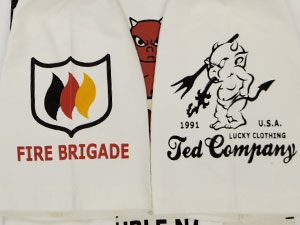 FIRE BRIGADE
1991 U.S.A.
LUCKY CLOTHING
Ted Company